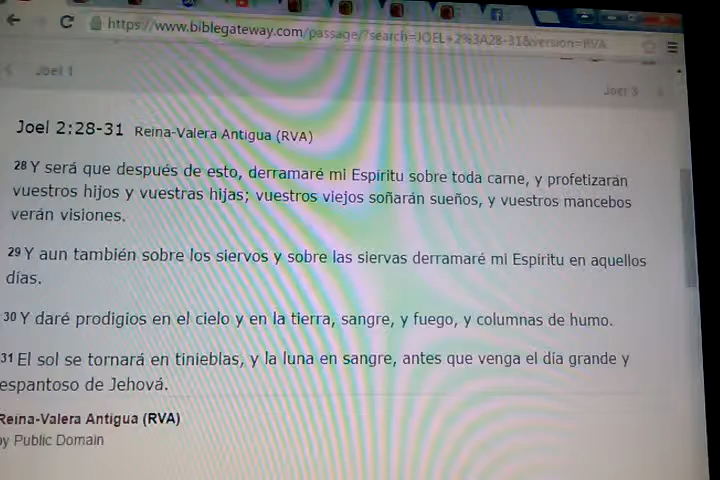 https://www.biblegateway.com/passage/?search=JOEL+2%3A28-31&version=RVA
Joel 1
Joel 3
Joel 2:28-31 Reina-Valera Antigua (RVA)
28 Y será que después de esto, derramaré mi Espíritu sobre toda carne, y profetizarán
vuestros hijos y vuestras hijas; vuestros viejos soñarán sueños, y vuestros mancebos
verán visiones.
29 Y aun también sobre los siervos y sobre las siervas derramaré mi Espíritu en aquellos
días.
30 Y daré prodigios en el cielo y en la tierra, sangre, y fuego, y columnas de humo.
31 El sol se tornará en tinieblas, y la luna en sangre, antes que venga el día grande y
espantoso de Jehová.
Reina-Valera Antigua (RVA)
by Public Domain